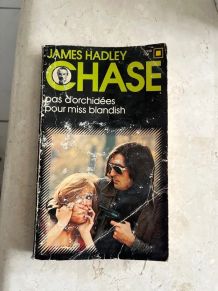 JAMES HADLEY
CHASE
pas d'orchidées
pour miss blandish